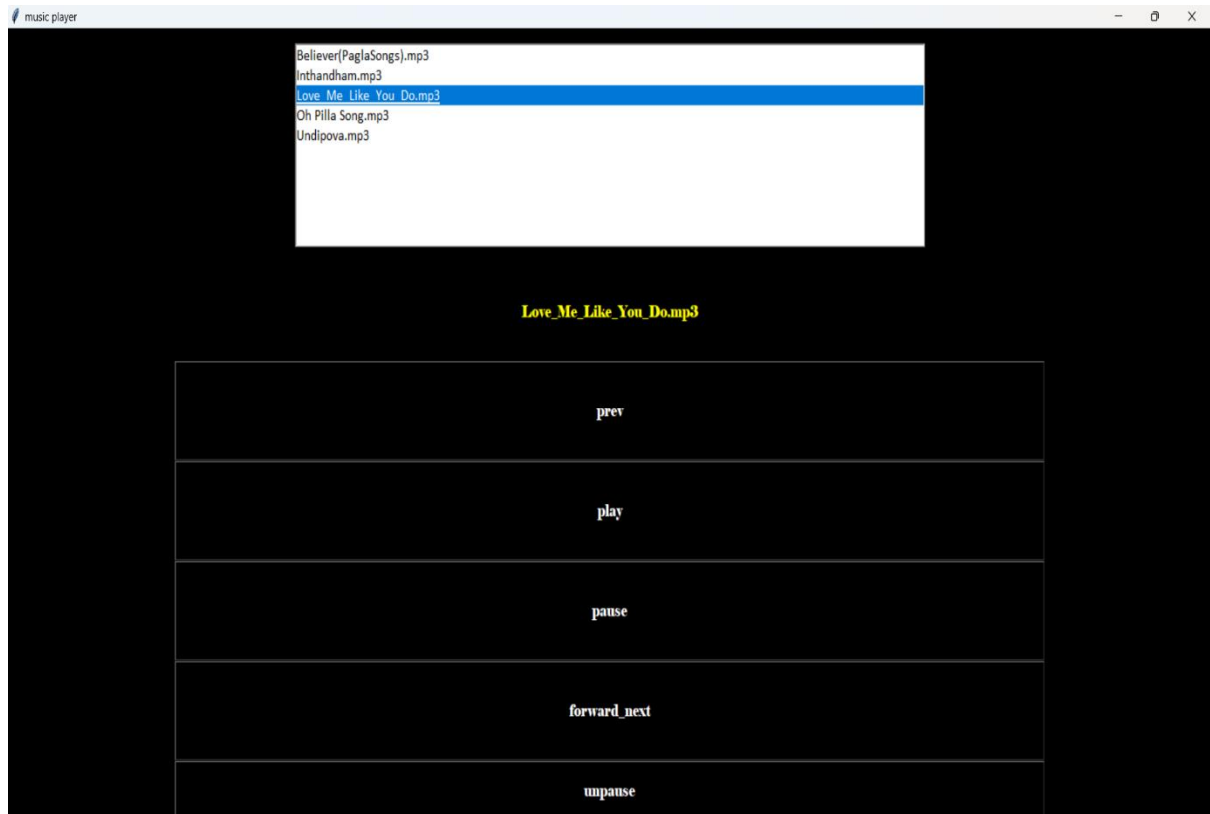 music player
Believer(PaglaSongs).mp3
Inthandham.mp3
Love_Me_Like_You_Do.mp3
Oh Pilla Song.mp3
Undipova.mp3
Love_Me_Like_You_Do.mp3
prev
play
pause
forward_next
unpause